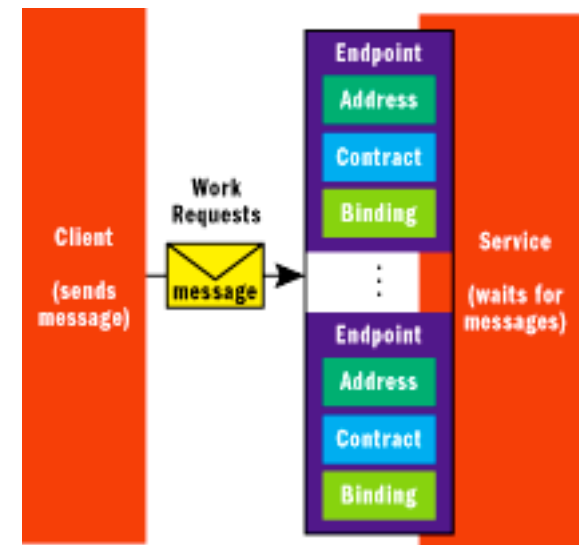 Client
(sends
message)
Work
Requests
message
Endpoint
Address
Contract
Binding
⋮
Endpoint
Address
Contract
Binding
Service
(waits for
messages)